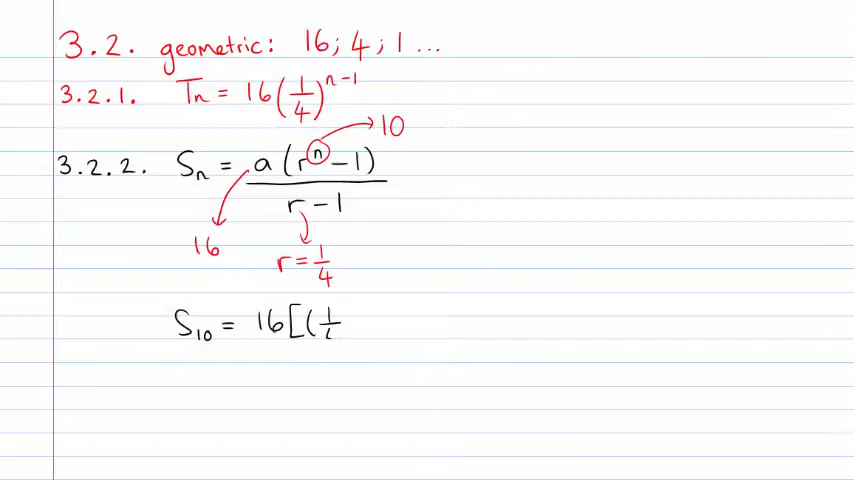 3.2. geometric: 16; 4; 1 ...
3.2.1. Tn = 16(1/4)^n-1
10
3.2.2. Sn = a(r^n - 1)
r - 1
16
r = 1/4
S10 = 16[(1/